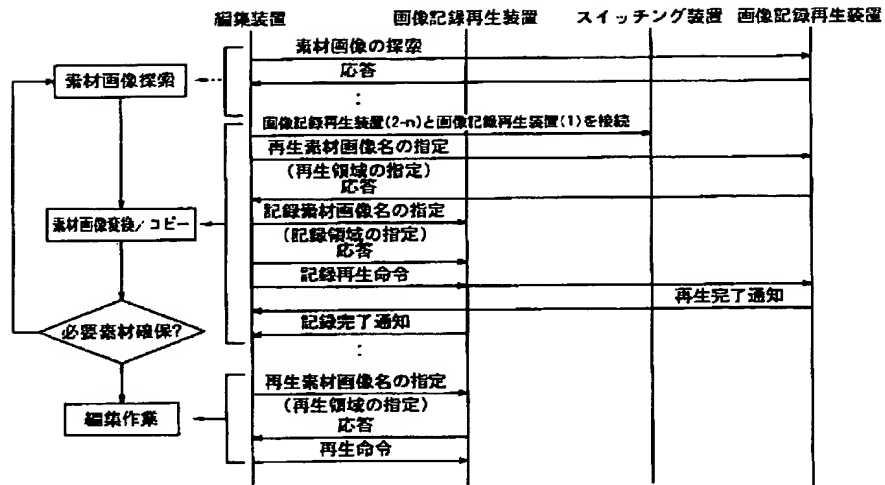 編集装置
画像記録再生装置
スイッチング装置
画像記録再生装置
素材画像の探索
応答
素材画像探索
:
画像記録再生装置(2-n)と画像記録再生装置(1)を接続
再生素材画像名の指定
(再生領域の指定)
応答
記録素材画像名の指定
素材画像変換/コピー
(記録領域の指定)
応答
記録再生命令
再生完了通知
記録完了通知
必要素材確保?
:
再生素材画像名の指定
(再生領域の指定)
編集作業
応答
再生命令